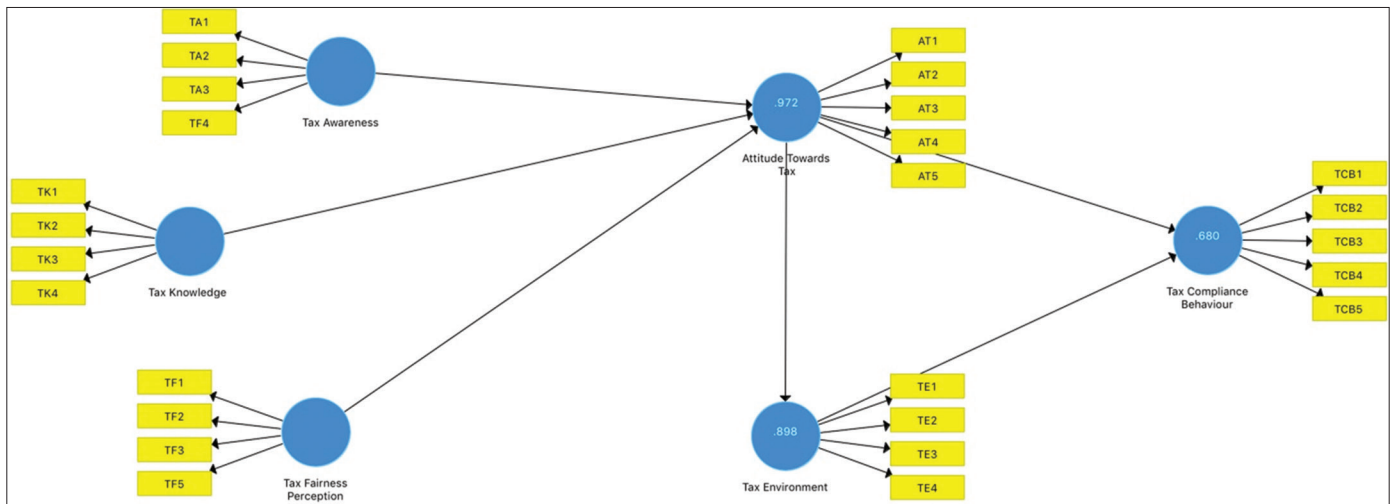 TA1
TA2
TA3
TF4
Tax Awareness
TK1
TK2
TK3
TK4
Tax Knowledge
TF1
TF2
TF3
TF5
Tax Fairness
Perception
.972
Attitude Towards
Tax
AT1
AT2
AT3
AT4
AT5
.898
Tax Environment
TE1
TE2
TE3
TE4
.680
Tax Compliance
Behaviour
TCB1
TCB2
TCB3
TCB4
TCB5